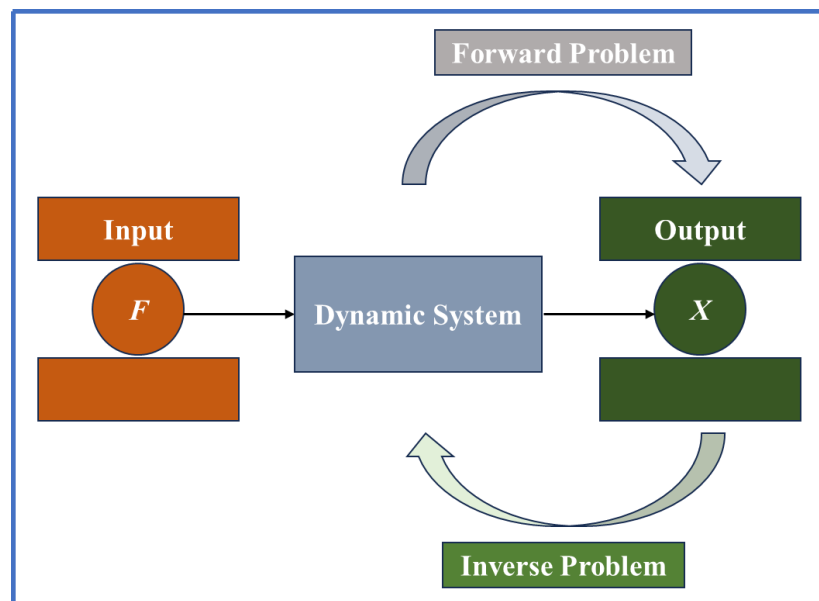 Forward Problem
Input
Output
F
Dynamic System
X
Inverse Problem